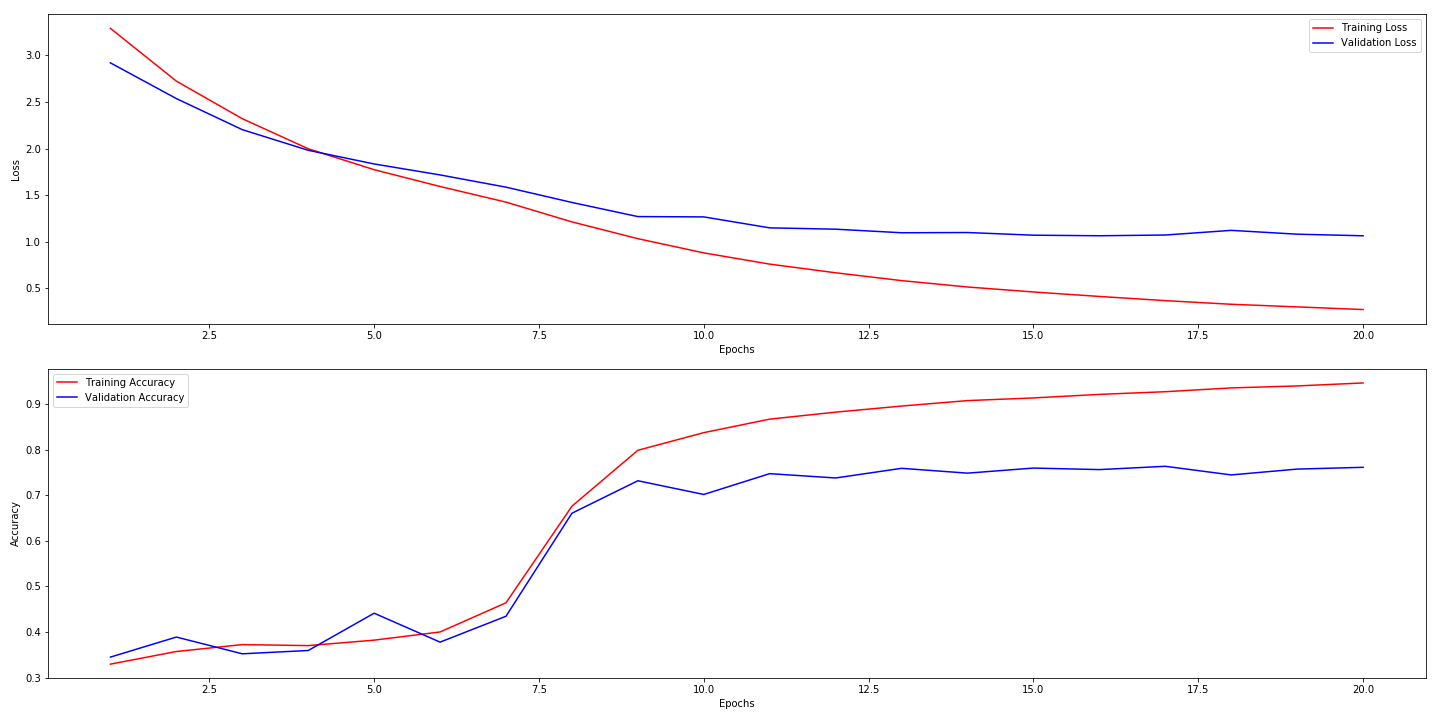 Training Loss
Validation Loss
3.0
2.5
2.0
1.5
1.0
0.5
Loss
2.5 5.0 7.5 10.0 12.5 15.0 17.5 20.0
Epochs
Training Accuracy
Validation Accuracy
0.9
0.8
0.7
0.6
0.5
0.4
0.3
Accuracy
2.5 5.0 7.5 10.0 12.5 15.0 17.5 20.0
Epochs